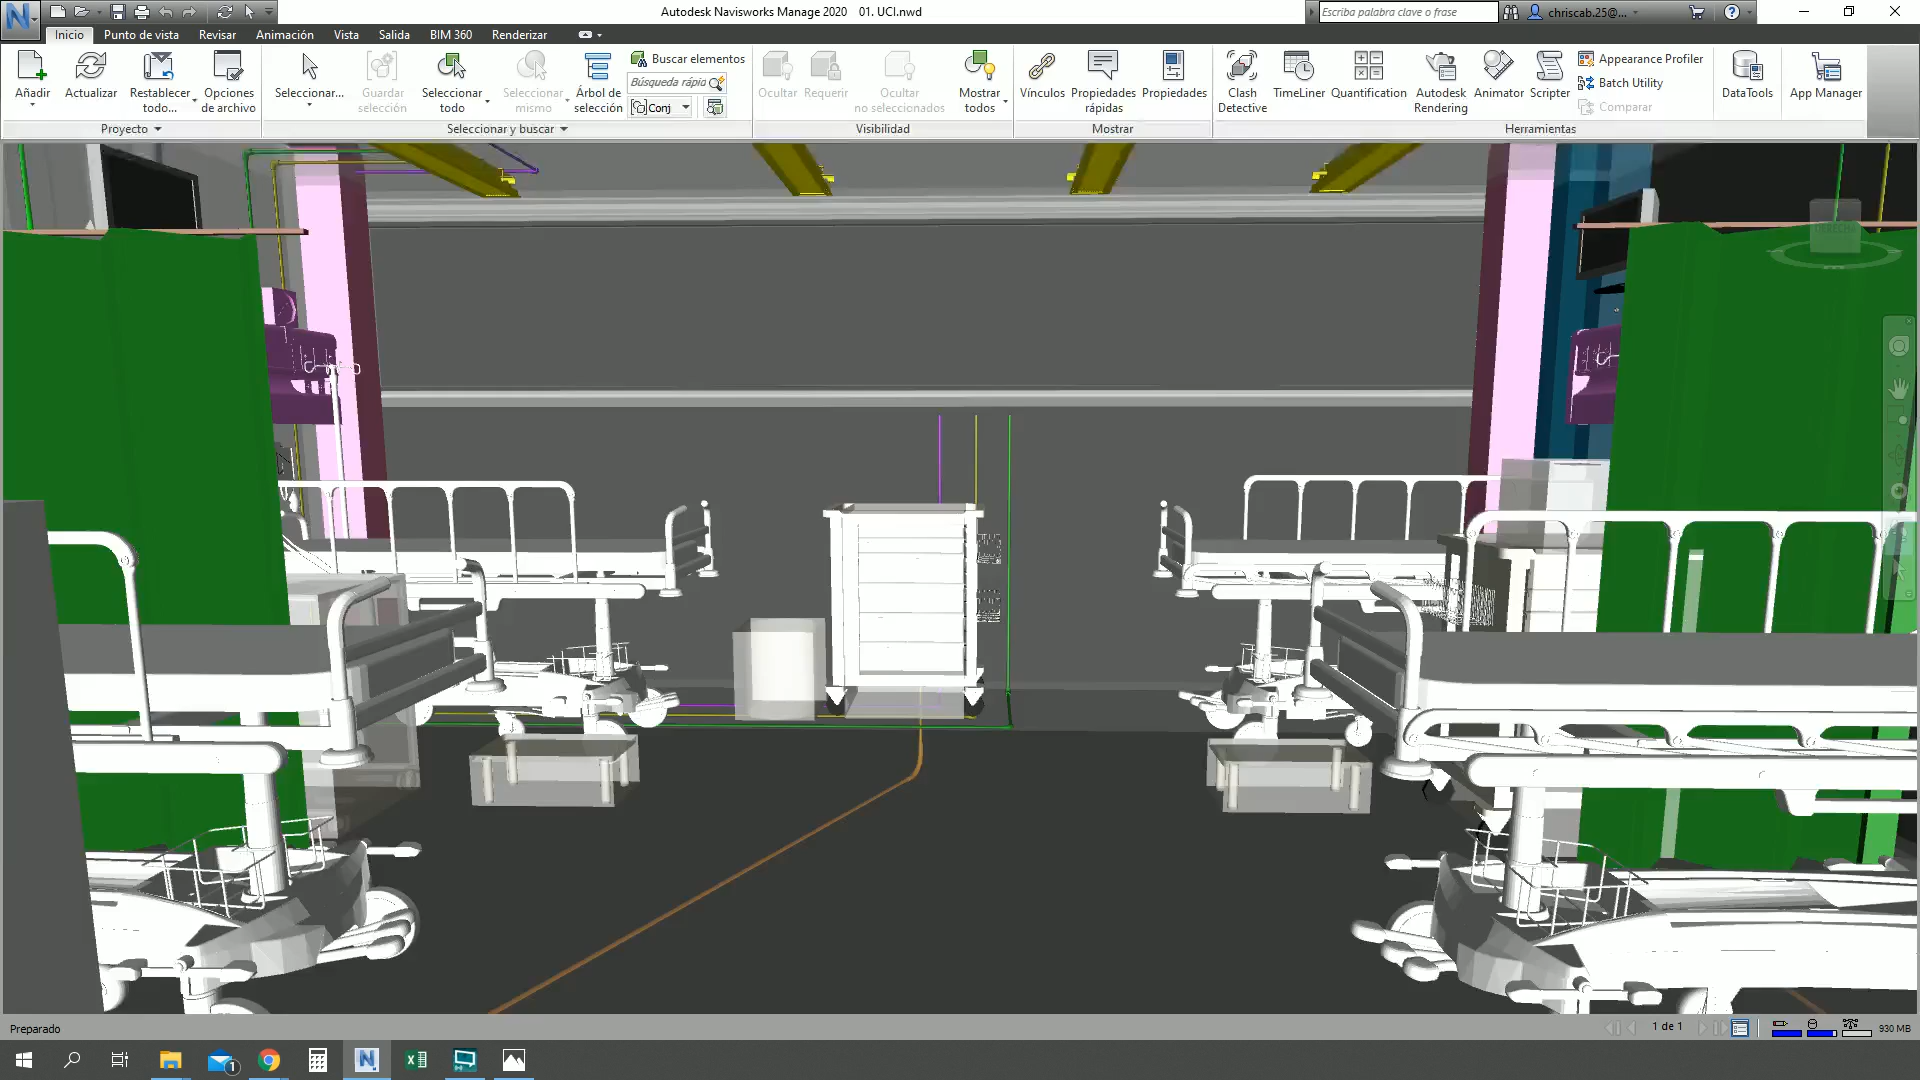 Autodesk Navisworks Manage 2020 01. UCI.nwd
Escriba palabra clave o frase
chriscab.25@...
Inicio Punto de vista Revisar Animación Vista Salida BIM 360 Renderizar
Añadir
Actualizar
Restablecer todo...
Opciones de archivo
Proyecto
Seleccionar...
Guardar selección
Seleccionar todo
Seleccionar mismo
Árbol de selección
Buscar elementos
Búsqueda rápid
Conj
Seleccionar y buscar
Ocultar
Requerir
Ocultar no seleccionados
Mostrar todos
Visibilidad
Vínculos
Propiedades rápidas
Propiedades
Mostrar
Clash Detective
TimeLiner
Quantification
Autodesk Rendering
Animator
Scripter
Appearance Profiler
Batch Utility
Comparar
Herramientas
DataTools
App Manager
DERECHA
Preparado
1 de 1
930 MB
1